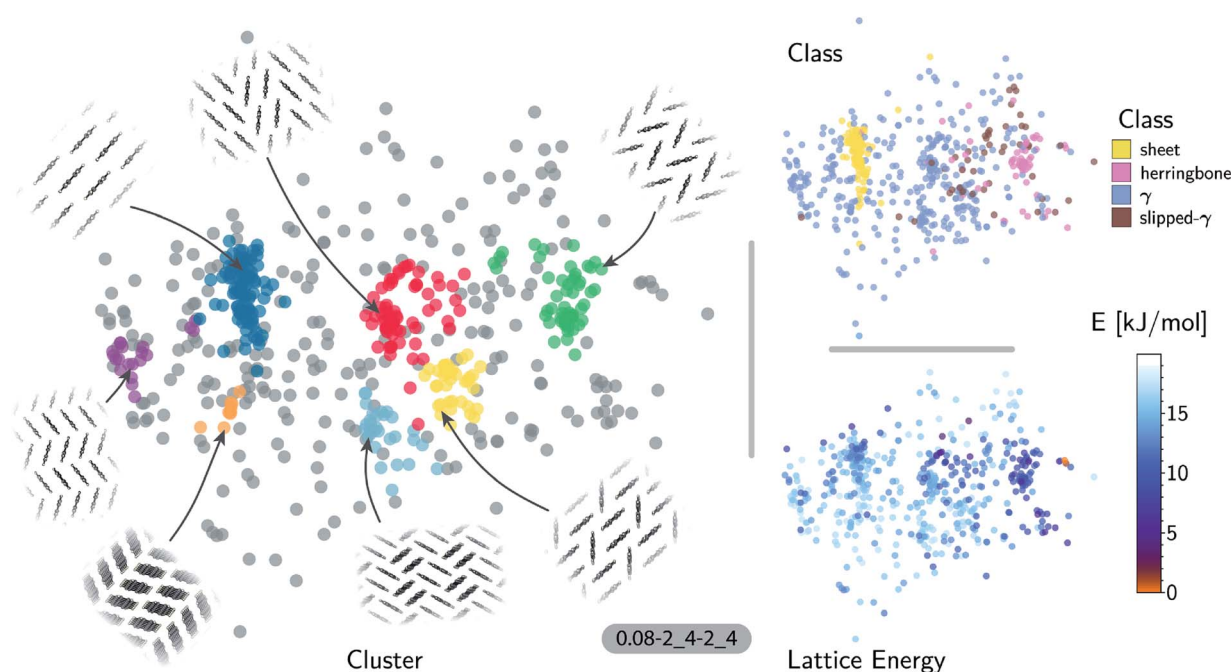 Class
Class
sheet
herringbone
γ
slipped-γ
E [kJ/mol]
15
10
5
0
0.08-2_4-2_4
Cluster
Lattice Energy